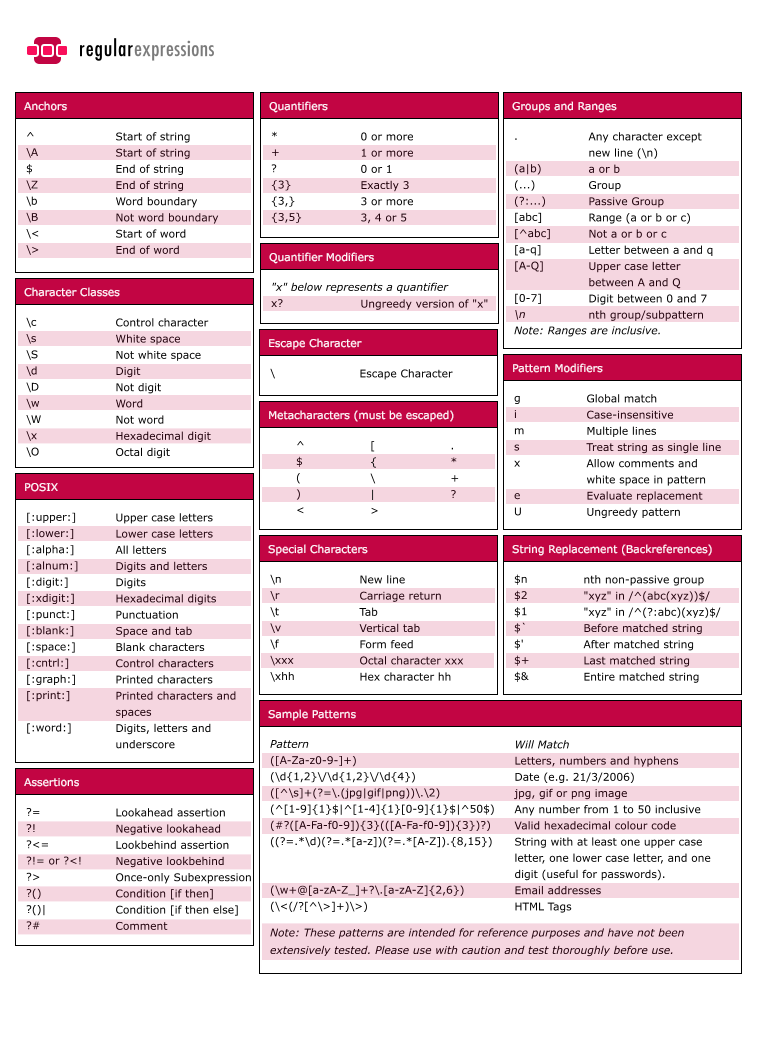 regularexpressions
Anchors
^ Start of string
\A Start of string
$ End of string
\Z End of string
\b Word boundary
\B Not word boundary
\< Start of word
\> End of word
Character Classes
\c Control character
\s White space
\S Not white space
\d Digit
\D Not digit
\w Word
\W Not word
\x Hexadecimal digit
\O Octal digit
POSIX
[:upper:] Upper case letters
[:lower:] Lower case letters
[:alpha:] All letters
[:alnum:] Digits and letters
[:digit:] Digits
[:xdigit:] Hexadecimal digits
[:punct:] Punctuation
[:blank:] Space and tab
[:space:] Blank characters
[:cntrl:] Control characters
[:graph:] Printed characters
[:print:] Printed characters and
spaces
[:word:] Digits, letters and
underscore
Assertions
?= Lookahead assertion
?! Negative lookahead
?<= Lookbehind assertion
?!= or ?<! Negative lookbehind
?> Once-only Subexpression
?() Condition [if then]
?()| Condition [if then else]
?# Comment
Quantifiers
* 0 or more
+ 1 or more
? 0 or 1
{3} Exactly 3
{3,} 3 or more
{3,5} 3, 4 or 5
Quantifier Modifiers
"x" below represents a quantifier
x? Ungreedy version of "x"
Escape Character
\ Escape Character
Metacharacters (must be escaped)
^ [ .
$ { *
( \ +
) | ?
< >
Special Characters
\n New line
\r Carriage return
\t Tab
\v Vertical tab
\f Form feed
\xxx Octal character xxx
\xhh Hex character hh
Groups and Ranges
. Any character except
new line (\n)
(a|b) a or b
(...) Group
(?:...) Passive Group
[abc] Range (a or b or c)
[^abc] Not a or b or c
[a-q] Letter between a and q
[A-Q] Upper case letter
between A and Q
[0-7] Digit between 0 and 7
\n nth group/subpattern
Note: Ranges are inclusive.
Pattern Modifiers
g Global match
i Case-insensitive
m Multiple lines
s Treat string as single line
x Allow comments and
white space in pattern
e Evaluate replacement
U Ungreedy pattern
String Replacement (Backreferences)
$n nth non-passive group
$2 "xyz" in /^(abc(xyz))$/
$1 "xyz" in /^(?:abc)(xyz)$/
$` Before matched string
$' After matched string
$+ Last matched string
$& Entire matched string
Sample Patterns
Pattern Will Match
([A-Za-z0-9-]+) Letters, numbers and hyphens
(\d{1,2}\/\d{1,2}\/\d{4}) Date (e.g. 21/3/2006)
([^\s]+(?=\.(jpg|gif|png))\.\2) jpg, gif or png image
(^[1-9]{1}$|^[1-4]{1}[0-9]{1}$|^50$) Any number from 1 to 50 inclusive
(#?([A-Fa-f0-9]){3}(([A-Fa-f0-9]){3})?) Valid hexadecimal colour code
((?=.*\d)(?=.*[a-z])(?=.*[A-Z]).{8,15}) String with at least one upper case
letter, one lower case letter, and one
digit (useful for passwords).
(\w+@[a-zA-Z_]+?\.[a-zA-Z]{2,6}) Email addresses
(\<(/?[^\>]+)\>) HTML Tags
Note: These patterns are intended for reference purposes and have not been
extensively tested. Please use with caution and test thoroughly before use.